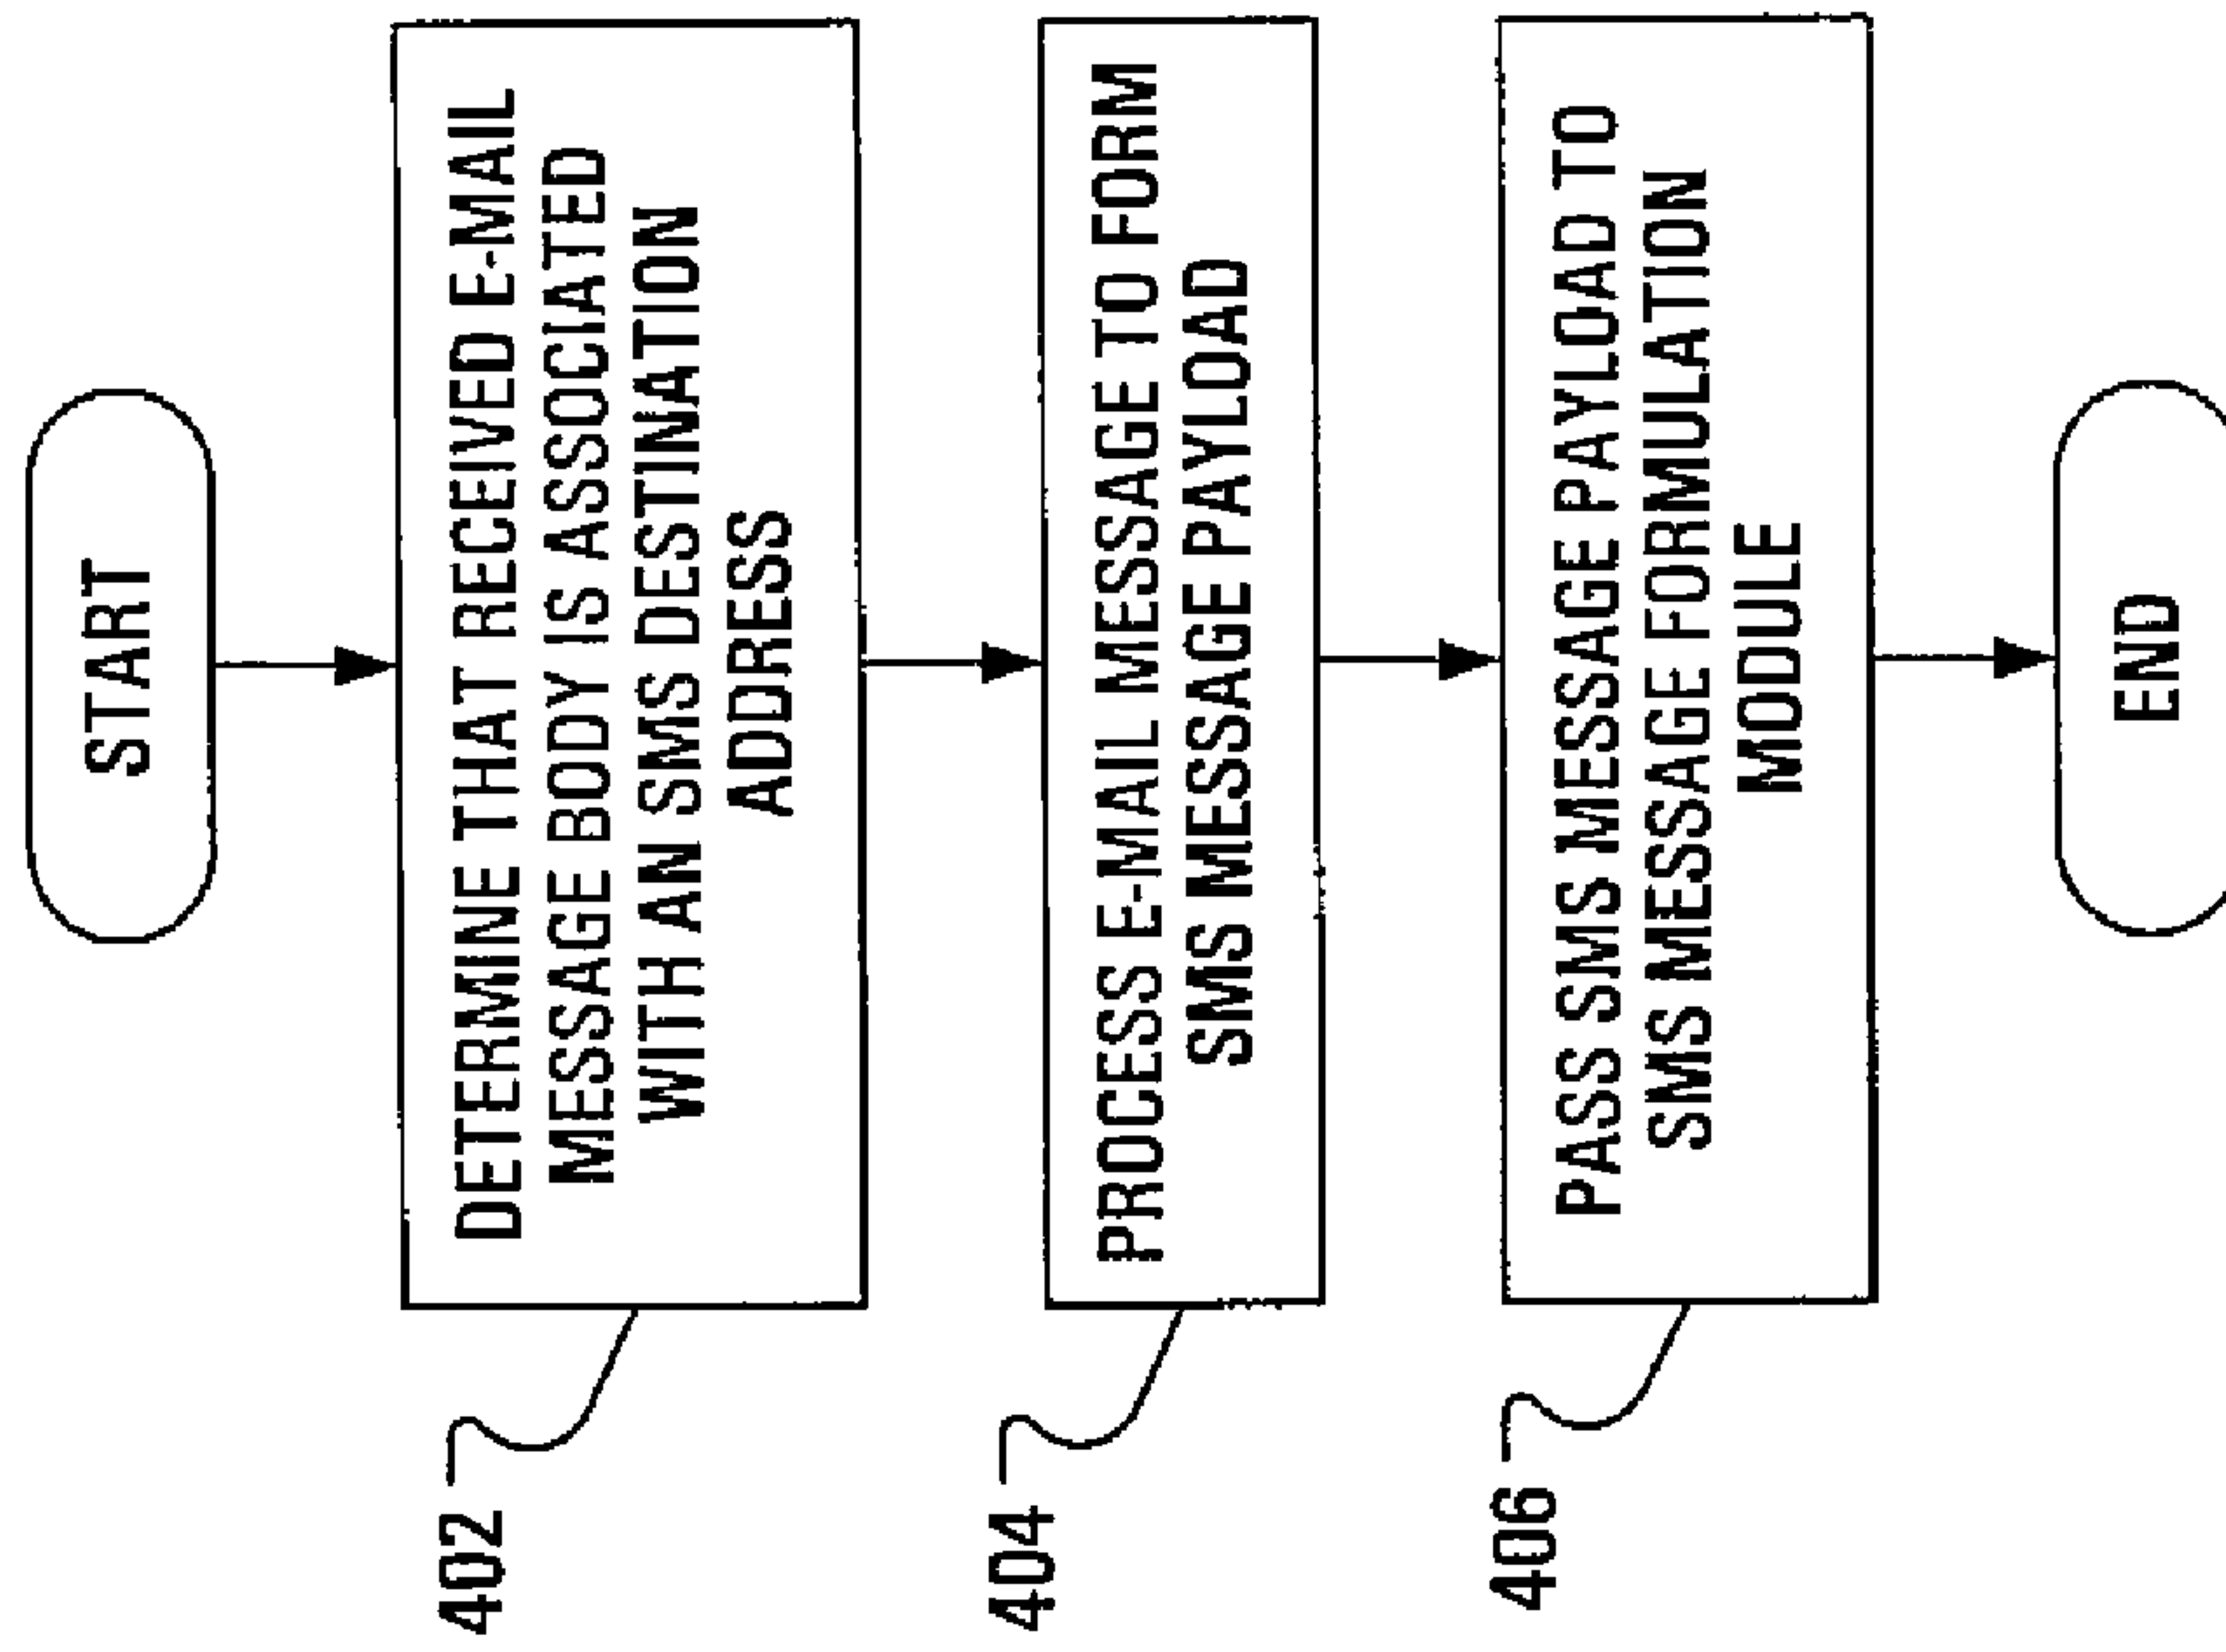 START
402
DETERMINE THAT RECEIVED E-MAIL
MESSAGE BODY IS ASSOCIATED
WITH AN SMS DESTINATION
ADDRESS
404
PROCESS E-MAIL MESSAGE TO FORM
SMS MESSAGE PAYLOAD
406
PASS SMS MESSAGE PAYLOAD TO
SMS MESSAGE FORMULATION
MODULE
END